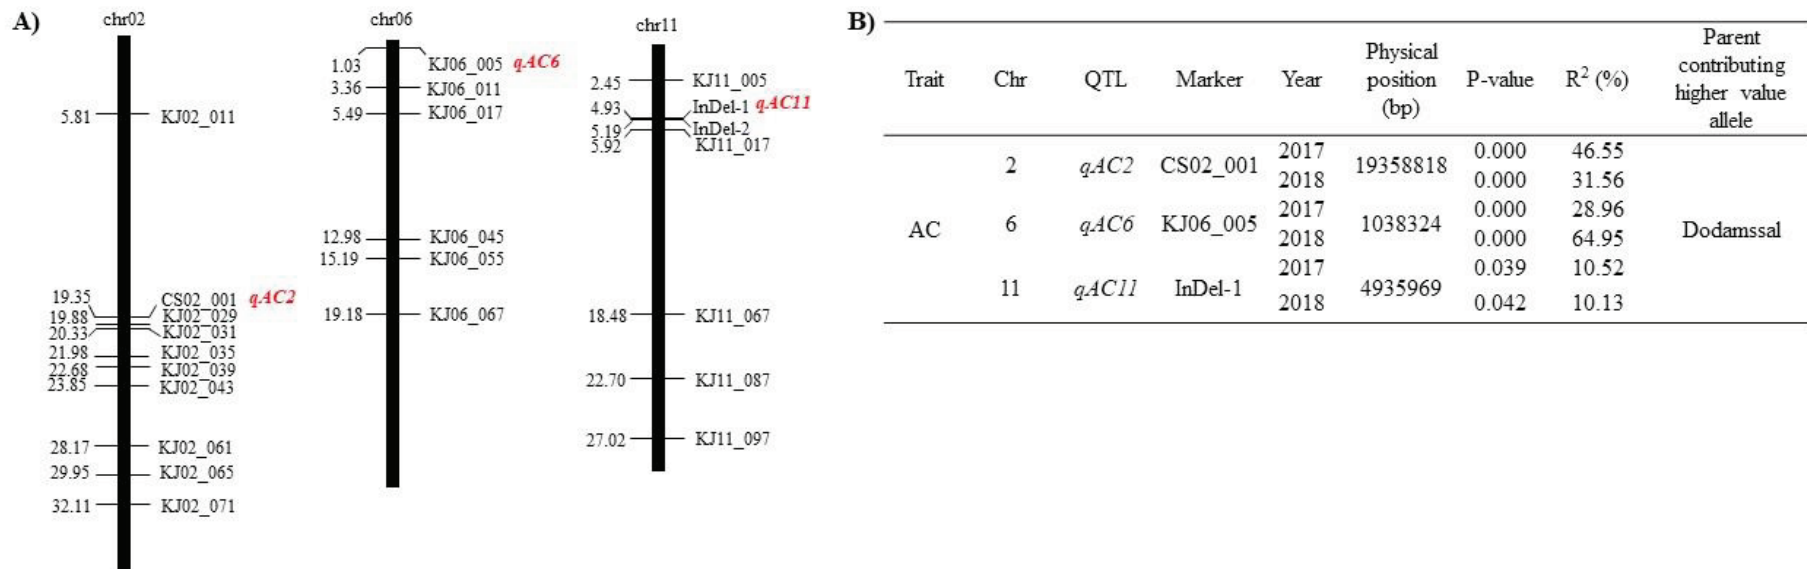 A)
chr02
5.81 KJ02_011
19.35 CS02_001 qAC2
19.88 KJ02_029
20.33 KJ02_031
21.98 KJ02_035
22.68 KJ02_039
23.85 KJ02_043
28.17 KJ02_061
29.95 KJ02_065
32.11 KJ02_071
chr06
1.03 KJ06_005 qAC6
3.36 KJ06_011
5.49 KJ06_017
12.98 KJ06_045
15.19 KJ06_055
19.18 KJ06_067
chr11
2.45 KJ11_005
4.93 InDel-1 qAC11
5.19 InDel-2
5.92 KJ11_017
18.48 KJ11_067
22.70 KJ11_087
27.02 KJ11_097
B)
Trait Chr QTL Marker Year Physical position (bp) P-value R² (%) Parent contributing higher value allele
AC
2 qAC2 CS02_001 2017 19358818 0.000 46.55
2018 0.000 31.56
6 qAC6 KJ06_005 2017 1038324 0.000 28.96
2018 0.000 64.95
Dodamssal
11 qAC11 InDel-1 2017 4935969 0.039 10.52
2018 0.042 10.13